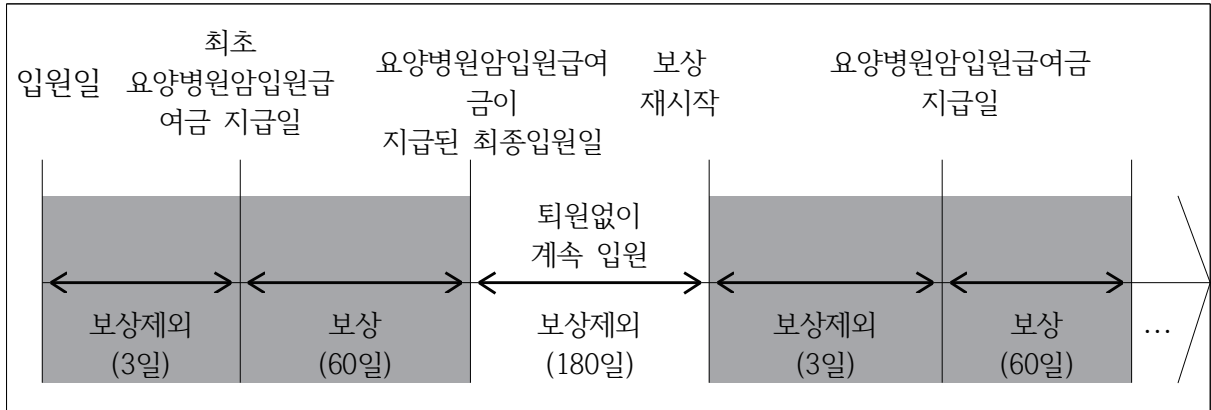 입원일
최초
요양병원암입원급
여금 지급일
요양병원암입원급여
금이
지급된 최종입원일
보상
재시작
요양병원암입원급여금
지급일
퇴원없이
계속 입원
보상제외
(3일)
보상
(60일)
보상제외
(180일)
보상제외
(3일)
보상
(60일)
…